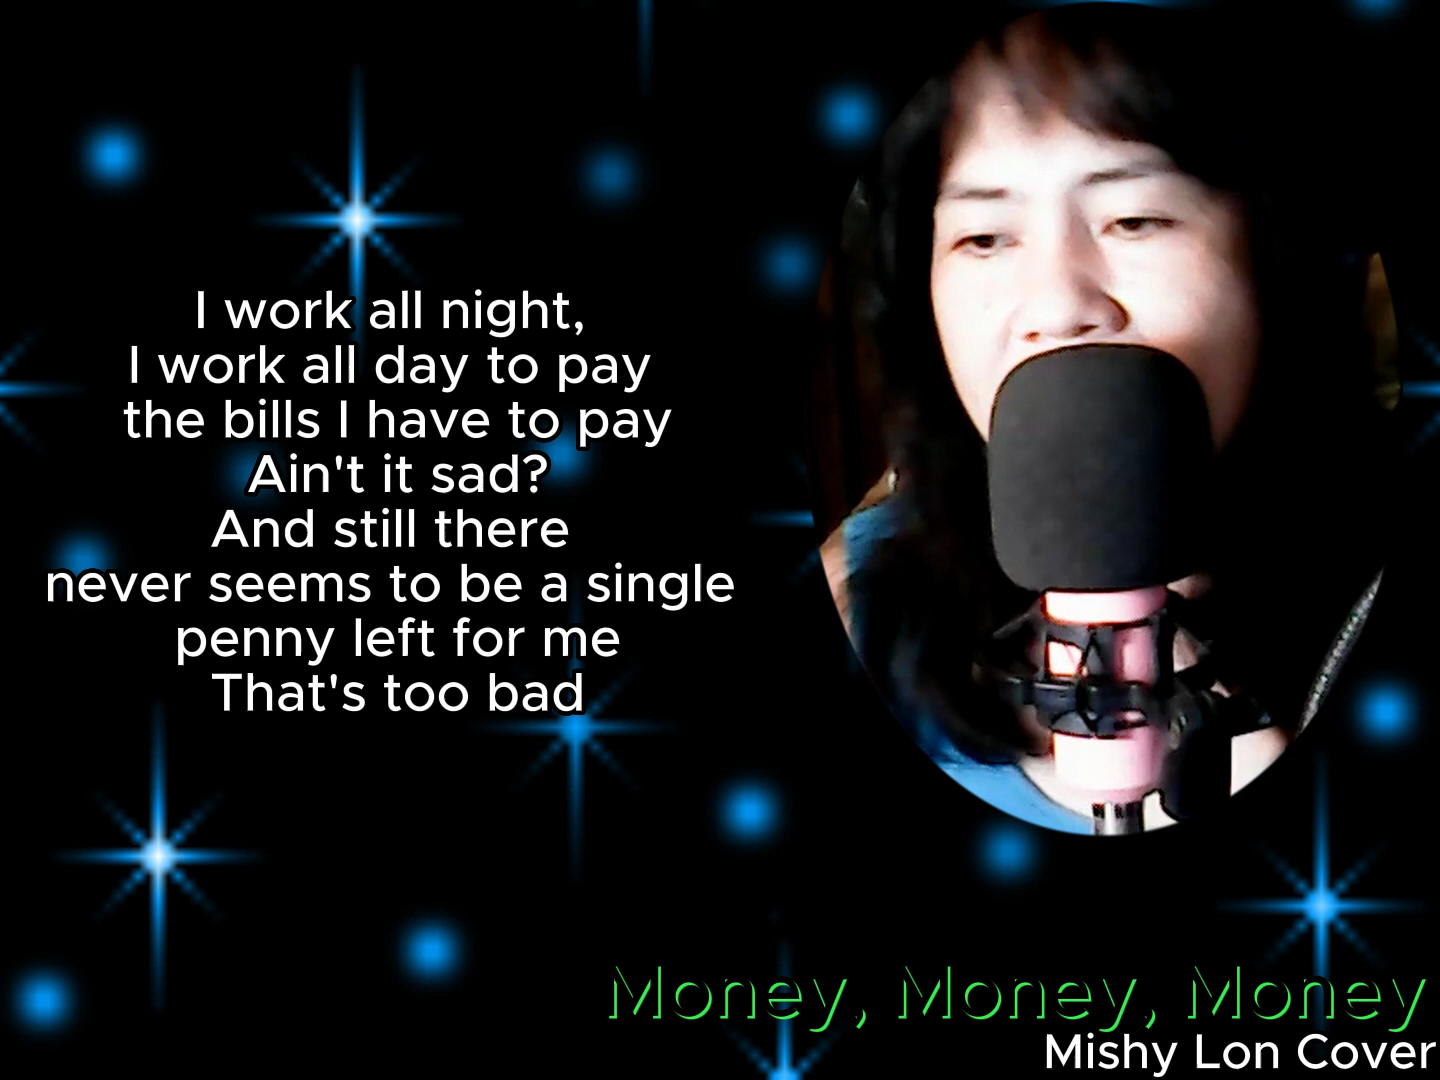 I work all night,
I work all day to pay
the bills I have to pay
Ain't it sad?
And still there
never seems to be a single
penny left for me
That's too bad
Money, Money, Money
Mishy Lon Cover